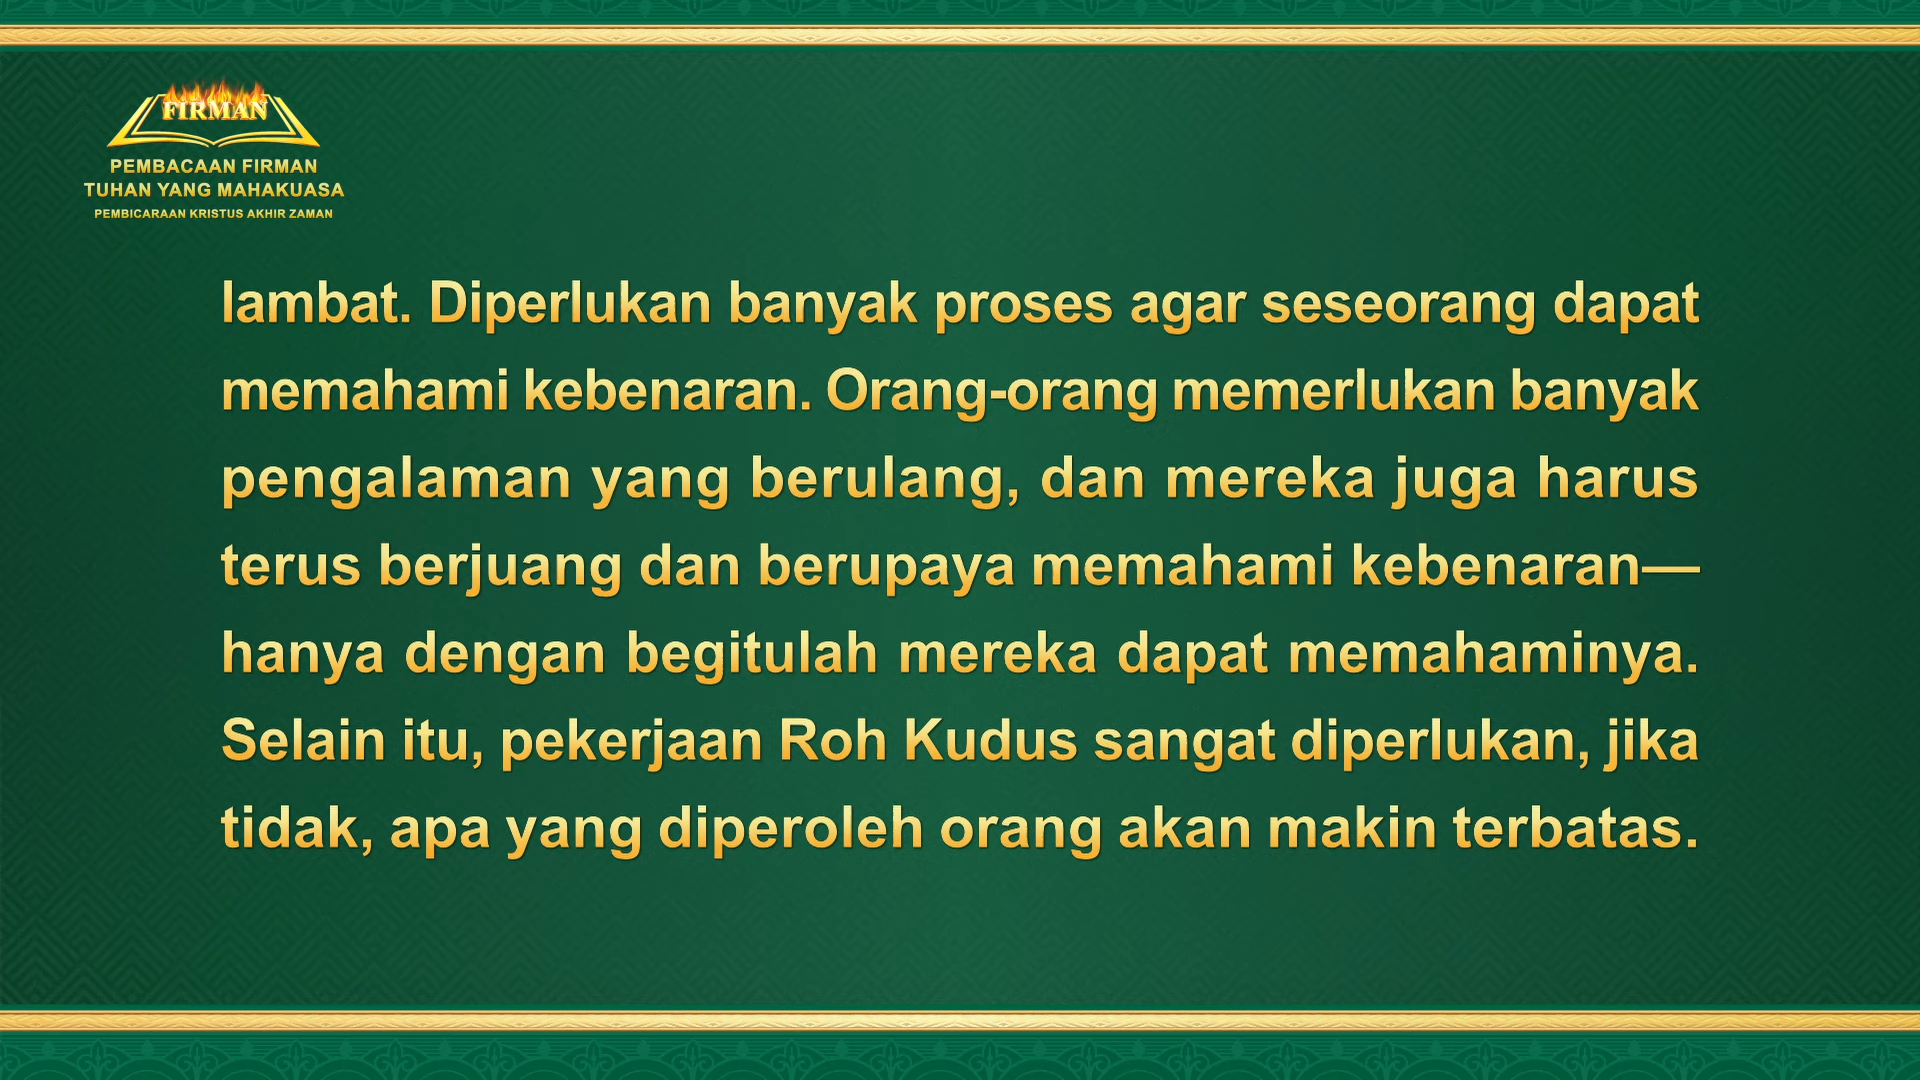 FIRMAN
PEMBACAAN FIRMAN
TUHAN YANG MAHAKUASA
PEMBICARAAN KRISTUS AKHIR ZAMAN
lambat. Diperlukan banyak proses agar seseorang dapat
memahami kebenaran. Orang-orang memerlukan banyak
pengalaman yang berulang, dan mereka juga harus
terus berjuang dan berupaya memahami kebenaran—
hanya dengan begitulah mereka dapat memahaminya.
Selain itu, pekerjaan Roh Kudus sangat diperlukan, jika
tidak, apa yang diperoleh orang akan makin terbatas.